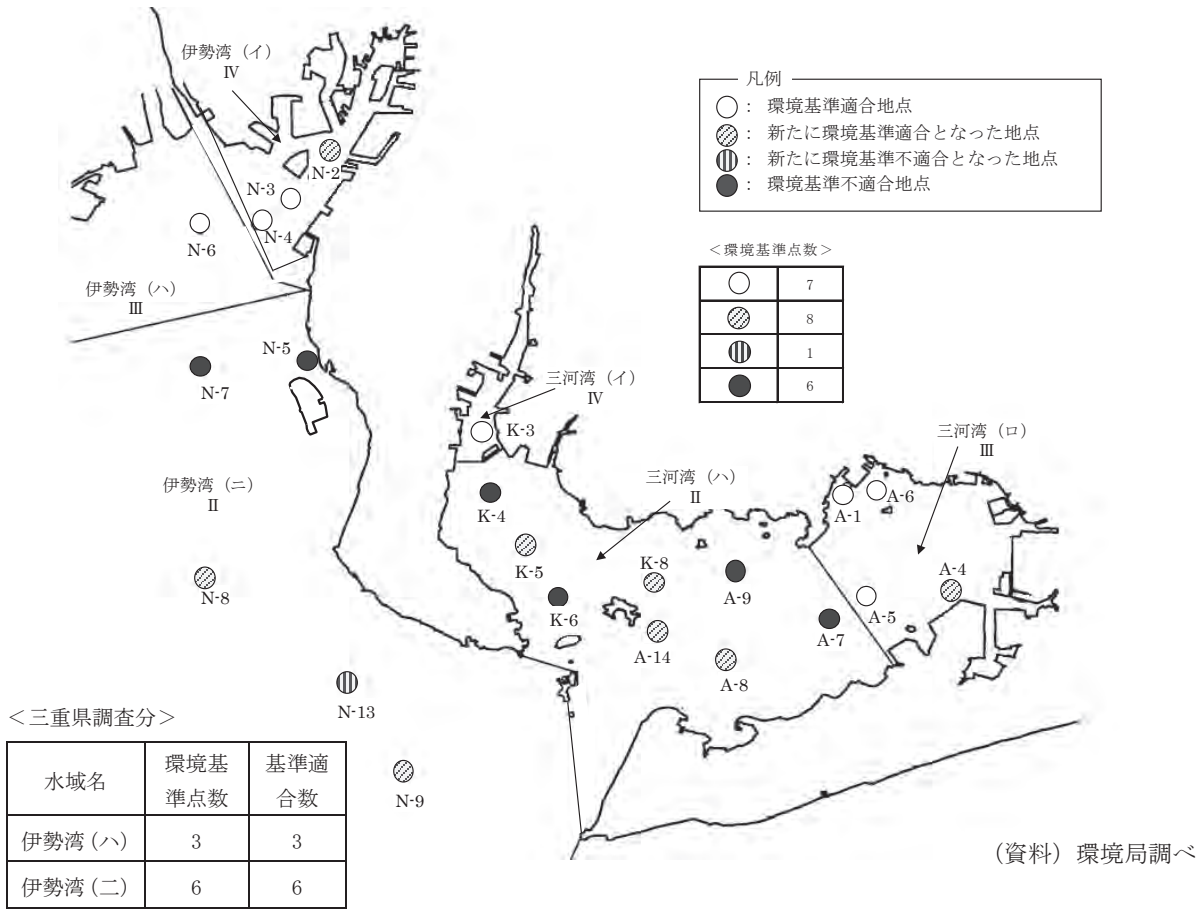 伊勢湾（イ）
Ⅳ
凡例
： 環境基準適合地点
： 新たに環境基準適合となった地点
： 新たに環境基準不適合となった地点
： 環境基準不適合地点
N-2
N-3
N-4
N-6
＜環境基準点数＞
7
8
1
6
伊勢湾（ハ）
Ⅲ
N-5
N-7
三河湾（イ）
Ⅳ
K-3
三河湾（ロ）
Ⅲ
伊勢湾（ニ）
Ⅱ
三河湾（ハ）
Ⅱ
K-4
A-1
A-6
K-5
K-8
A-9
A-4
N-8
K-6
A-5
A-14
A-7
A-8
N-13
N-9
＜三重県調査分＞
水域名 環境基準点数 基準適合数
伊勢湾（ハ） 3 3
伊勢湾（二） 6 6
（資料）環境局調べ